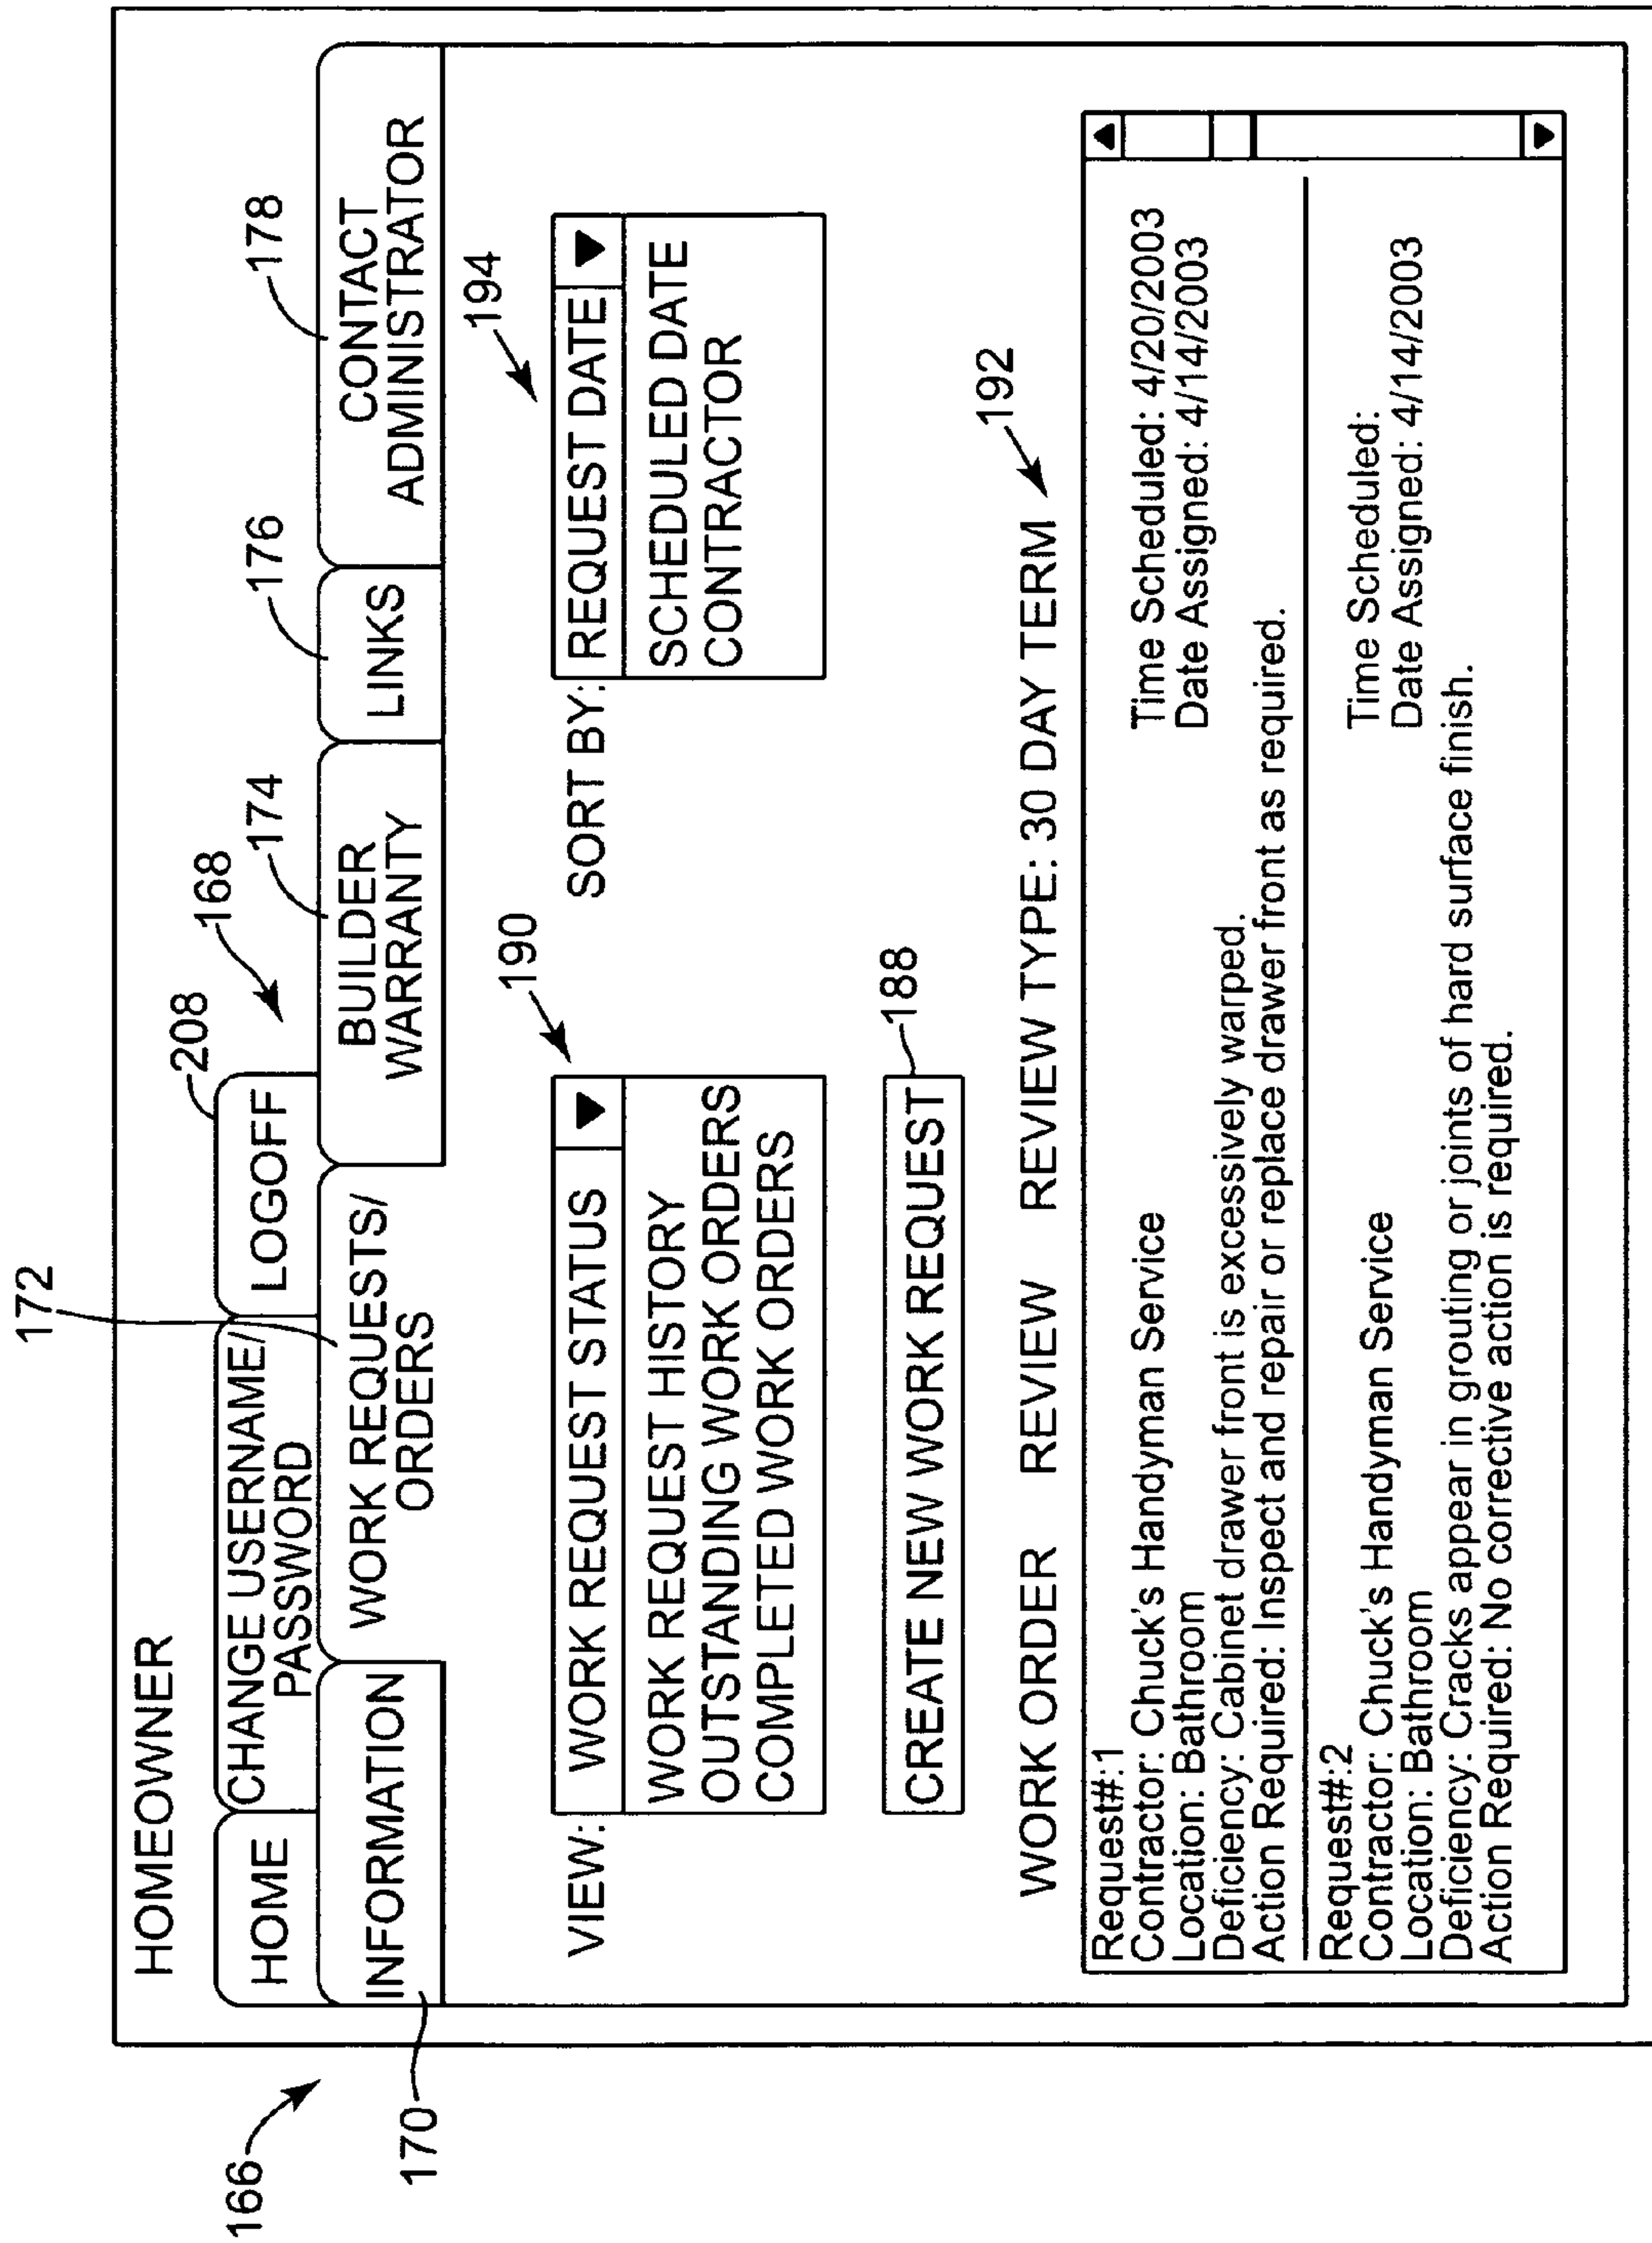 172
HOMEOWNER
208
168
166
HOME
CHANGE USERNAME/
PASSWORD
LOGOFF
174
176
178
INFORMATION
WORK REQUESTS/
ORDERS
BUILDER
WARRANTY
LINKS
CONTACT
ADMINISTRATOR
170
190
194
VIEW: WORK REQUEST STATUS ▼
WORK REQUEST HISTORY
OUTSTANDING WORK ORDERS
COMPLETED WORK ORDERS
SORT BY: REQUEST DATE ▼
SCHEDULED DATE
CONTRACTOR
CREATE NEW WORK REQUEST
188
192
WORK ORDER REVIEW REVIEW TYPE: 30 DAY TERM
Request#:1
Contractor: Chuck's Handyman Service Time Scheduled: 4/20/2003
Location: Bathroom Date Assigned: 4/14/2003
Deficiency: Cabinet drawer front is excessively warped.
Action Required: Inspect and repair or replace drawer front as required.
Request#:2
Contractor: Chuck's Handyman Service Time Scheduled:
Location: Bathroom Date Assigned: 4/14/2003
Deficiency: Cracks appear in grouting or joints of hard surface finish.
Action Required: No corrective action is required.